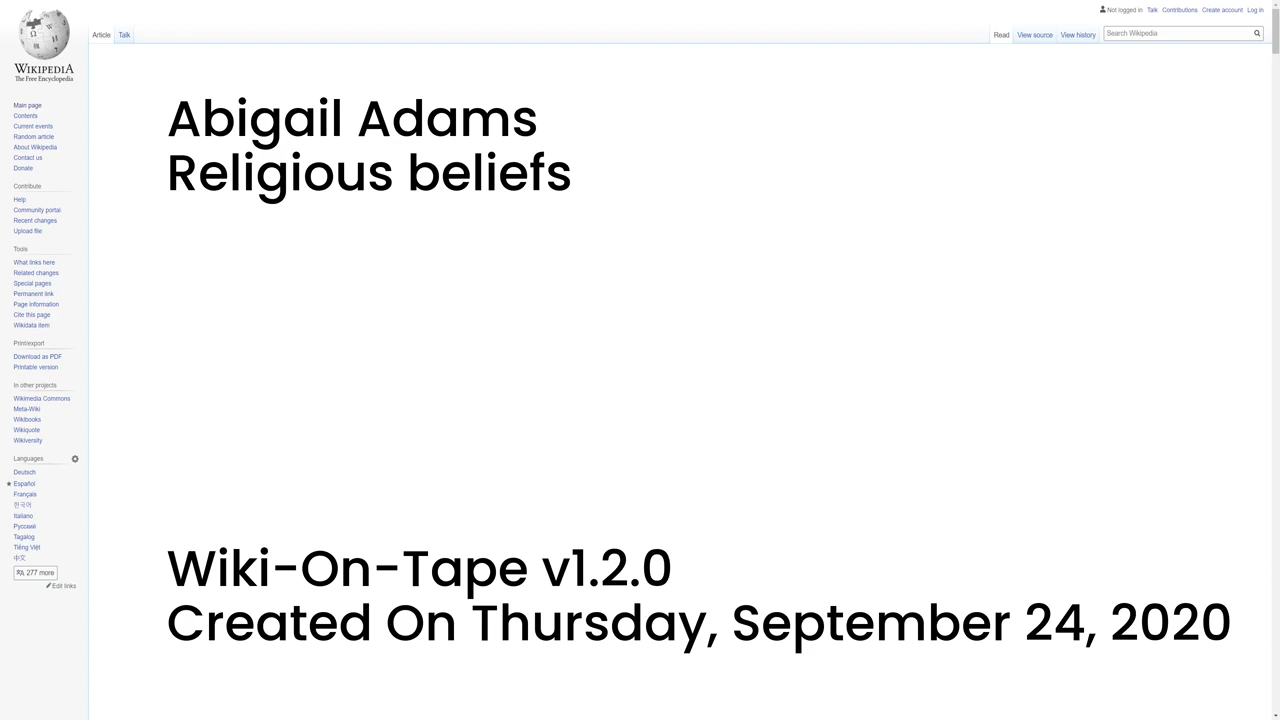 Not logged in Talk Contributions Create account Log in
Article Talk Read View source View history Search Wikipedia
WIKIPEDIA
The Free Encyclopedia
Main page
Contents
Current events
Random article
About Wikipedia
Contact us
Donate
Contribute
Help
Community portal
Recent changes
Upload file
Tools
What links here
Related changes
Special pages
Permanent link
Page information
Cite this page
Wikidata item
Print/export
Download as PDF
Printable version
In other projects
Wikimedia Commons
Meta-Wiki
Wikibooks
Wikiquote
Wikiversity
Languages
Deutsch
Español
Français
한국어
Italiano
Русский
Tagalog
Tiếng Việt
中文
277 more
Edit links
Abigail Adams
Religious beliefs
Wiki-On-Tape v1.2.0
Created On Thursday, September 24, 2020